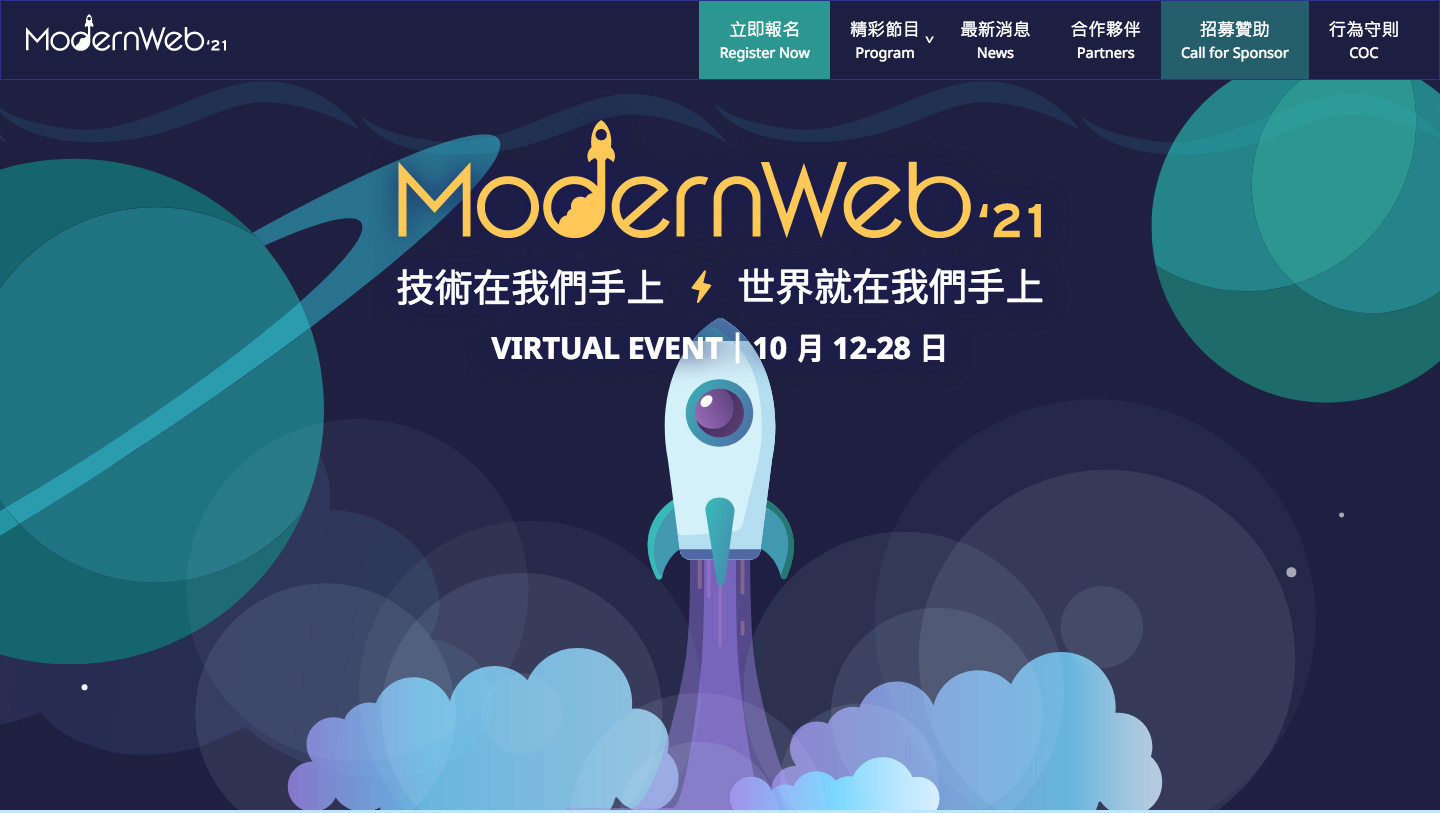 ModernWeb '21
立即報名
Register Now
精彩節目
Program
最新消息
News
合作夥伴
Partners
招募贊助
Call for Sponsor
行為守則
COC
ModernWeb '21
技術在我們手上 世界就在我們手上
VIRTUAL EVENT | 10 月 12-28 日